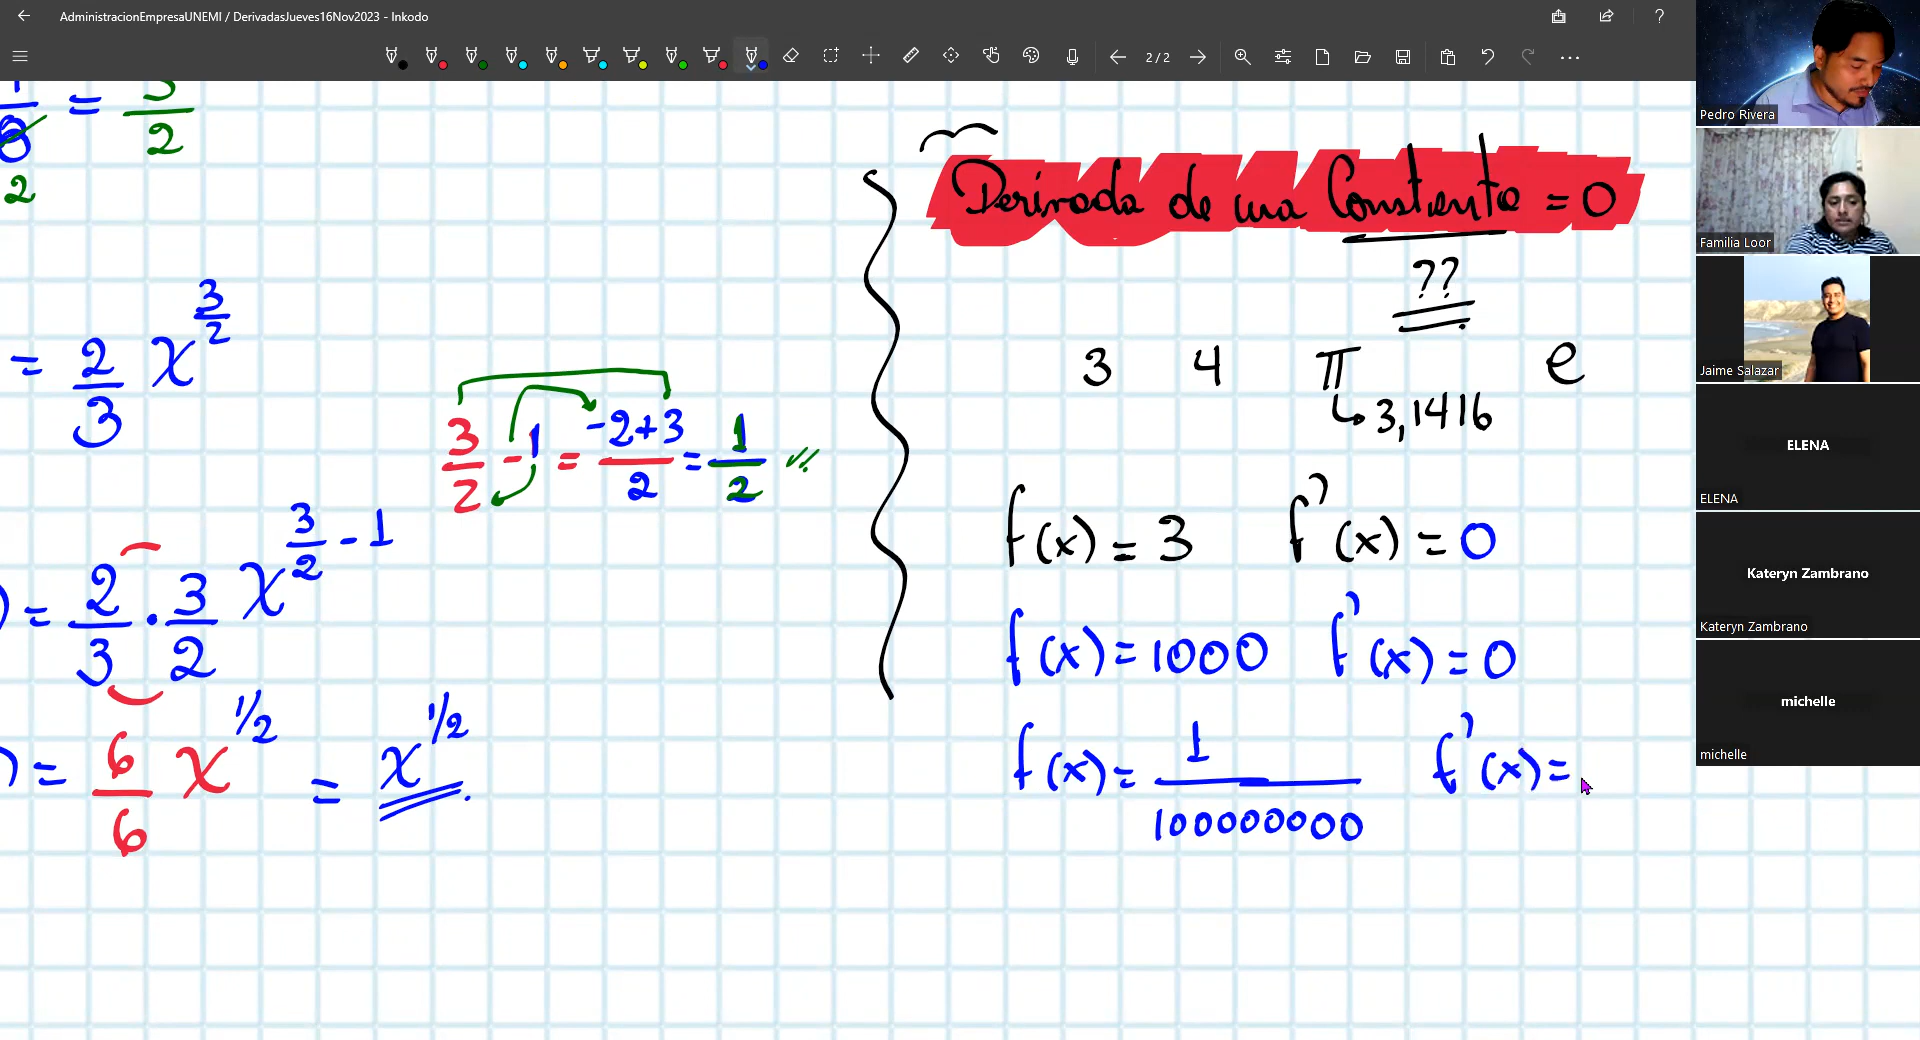 AdministracionEmpresaUNEMI / DerivadasJueves16Nov2023 - Inkodo
?
2/2
= 3/2
2
= 2/3 x^(3/2)
3/2 - 1 = (-2+3)/2 = 1/2
) = 2/3 · 3/2 x^(3/2 - 1)
) = 6/6 x^(1/2) = x^(1/2)
Derivada de una Constante = 0
??
3 4 π e
3,1416
f(x) = 3 f'(x) = 0
f(x) = 1000 f'(x) = 0
f(x) = 1/100000000 f'(x) =
Pedro Rivera
Familia Loor
Jaime Salazar
ELENA
ELENA
Kateryn Zambrano
Kateryn Zambrano
michelle
michelle